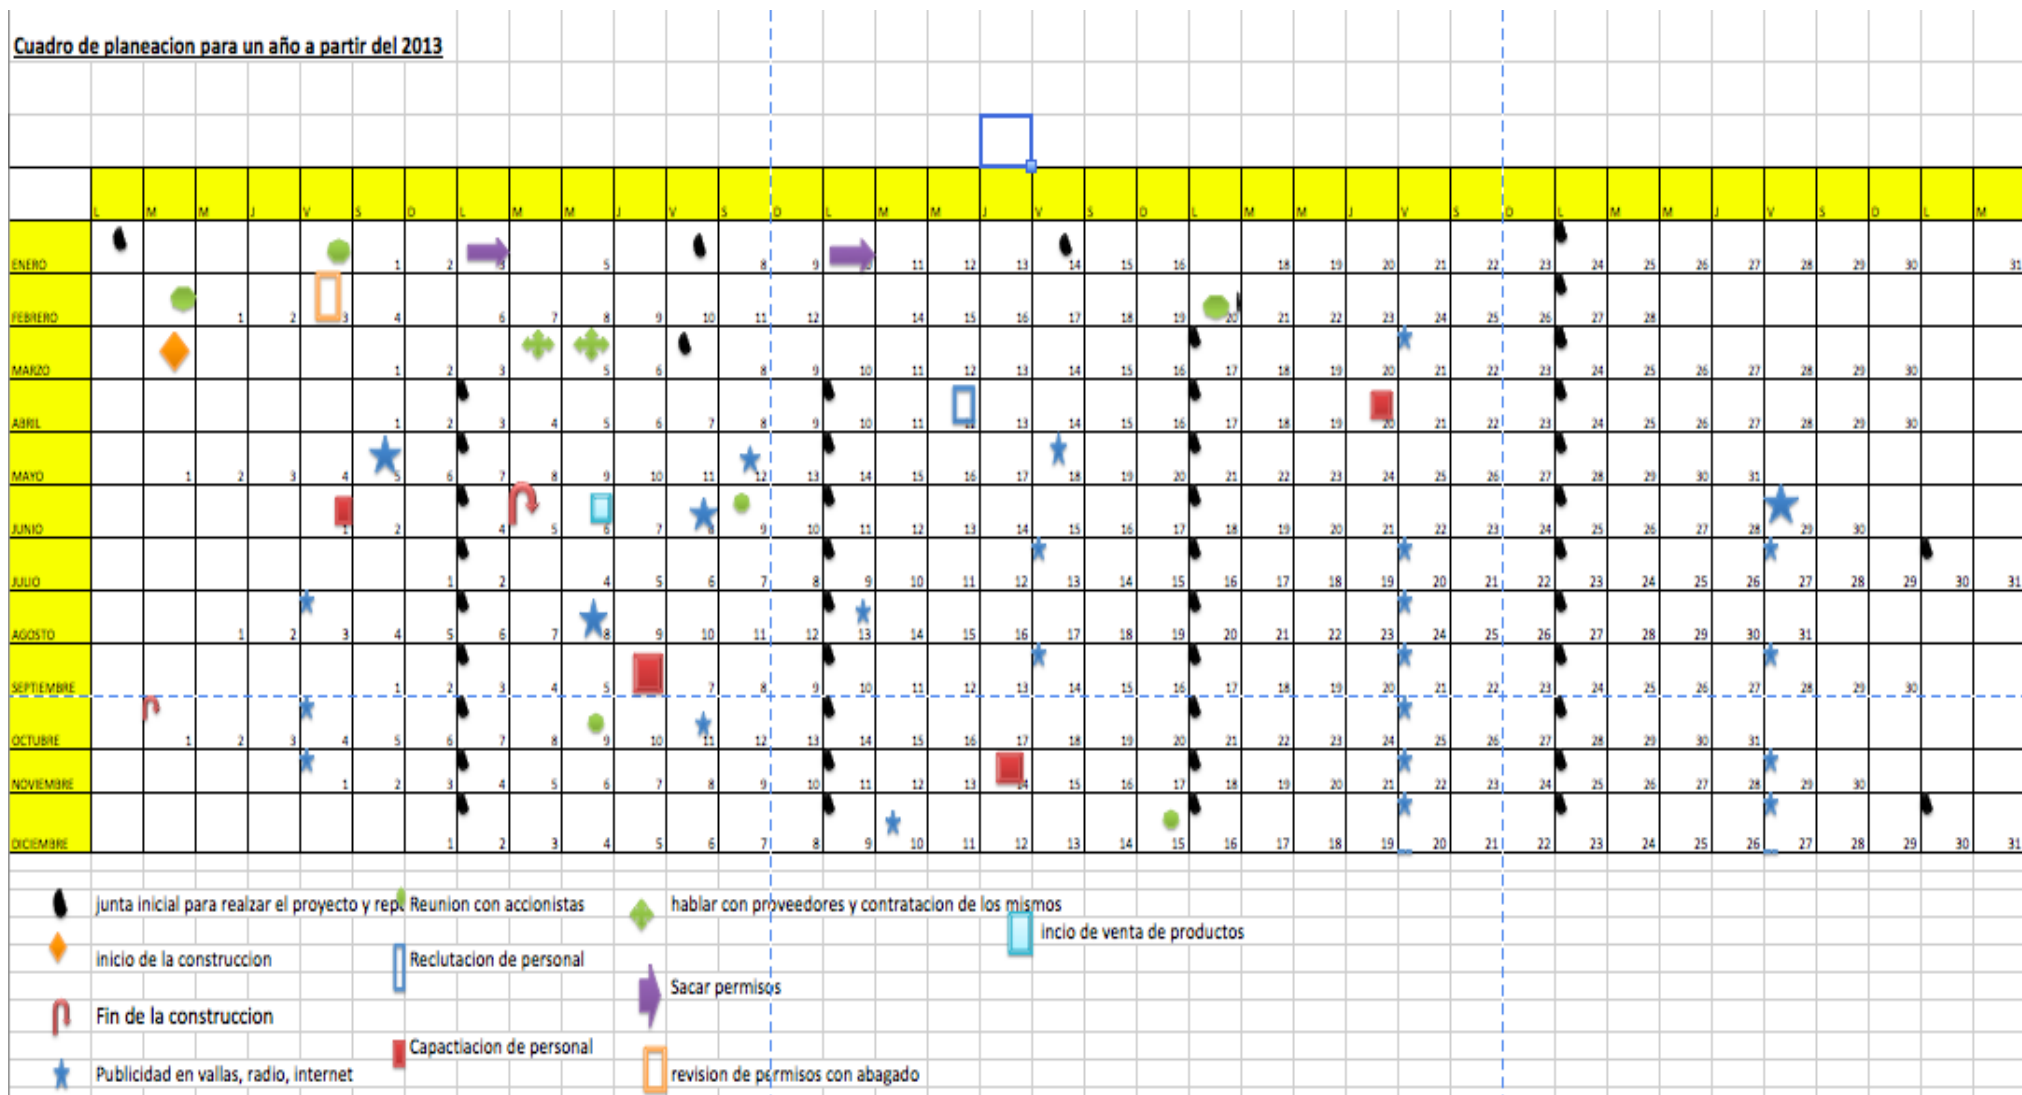 Cuadro de planeacion para un año a partir del 2013
L M M J V S D L M M J V S D L M M J V S D L M M J V S D L M M J V S D L M
ENERO 1 2 3 5 8 9 10 11 12 13 14 15 16 18 19 20 21 22 23 24 25 26 27 28 29 30 31
FEBRERO 1 2 3 4 6 7 8 9 10 11 12 14 15 16 17 18 19 20 21 22 23 24 25 26 27 28
MARZO 1 2 3 5 6 8 9 10 11 12 13 14 15 16 17 18 19 20 21 22 23 24 25 26 27 28 29 30
ABRIL 1 2 3 4 5 6 7 8 9 10 11 12 13 14 15 16 17 18 19 20 21 22 23 24 25 26 27 28 29 30
MAYO 1 2 3 4 5 6 7 8 9 10 11 12 13 14 15 16 17 18 19 20 21 22 23 24 25 26 27 28 29 30 31
JUNIO 1 2 4 5 6 7 8 9 10 11 12 13 14 15 16 17 18 19 20 21 22 23 24 25 26 27 28 29 30
JULIO 1 2 4 5 6 7 8 9 10 11 12 13 14 15 16 17 18 19 20 21 22 23 24 25 26 27 28 29 30 31
AGOSTO 1 2 3 4 5 6 7 8 9 10 11 12 13 14 15 16 17 18 19 20 21 22 23 24 25 26 27 28 29 30 31
SEPTIEMBRE 1 2 3 4 5 7 8 9 10 11 12 13 14 15 16 17 18 19 20 21 22 23 24 25 26 27 28 29 30
OCTUBRE 1 2 3 4 5 6 7 8 9 10 11 12 13 14 15 16 17 18 19 20 21 22 23 24 25 26 27 28 29 30 31
NOVIEMBRE 1 2 3 4 5 6 7 8 9 10 11 12 13 14 15 16 17 18 19 20 21 22 23 24 25 26 27 28 29 30
DICIEMBRE 1 2 3 4 5 6 7 8 9 10 11 12 13 14 15 16 17 18 19 20 21 22 23 24 25 26 27 28 29 30 31
junta inicial para realzar el proyecto y
Reunion con accionistas
hablar con proveedores y contratacion de los mismos
incio de venta de productos
inicio de la construccion
Reclutacion de personal
Sacar permisos
Fin de la construccion
Capactiacion de personal
Publicidad en vallas, radio, internet
revision de permisos con abagado